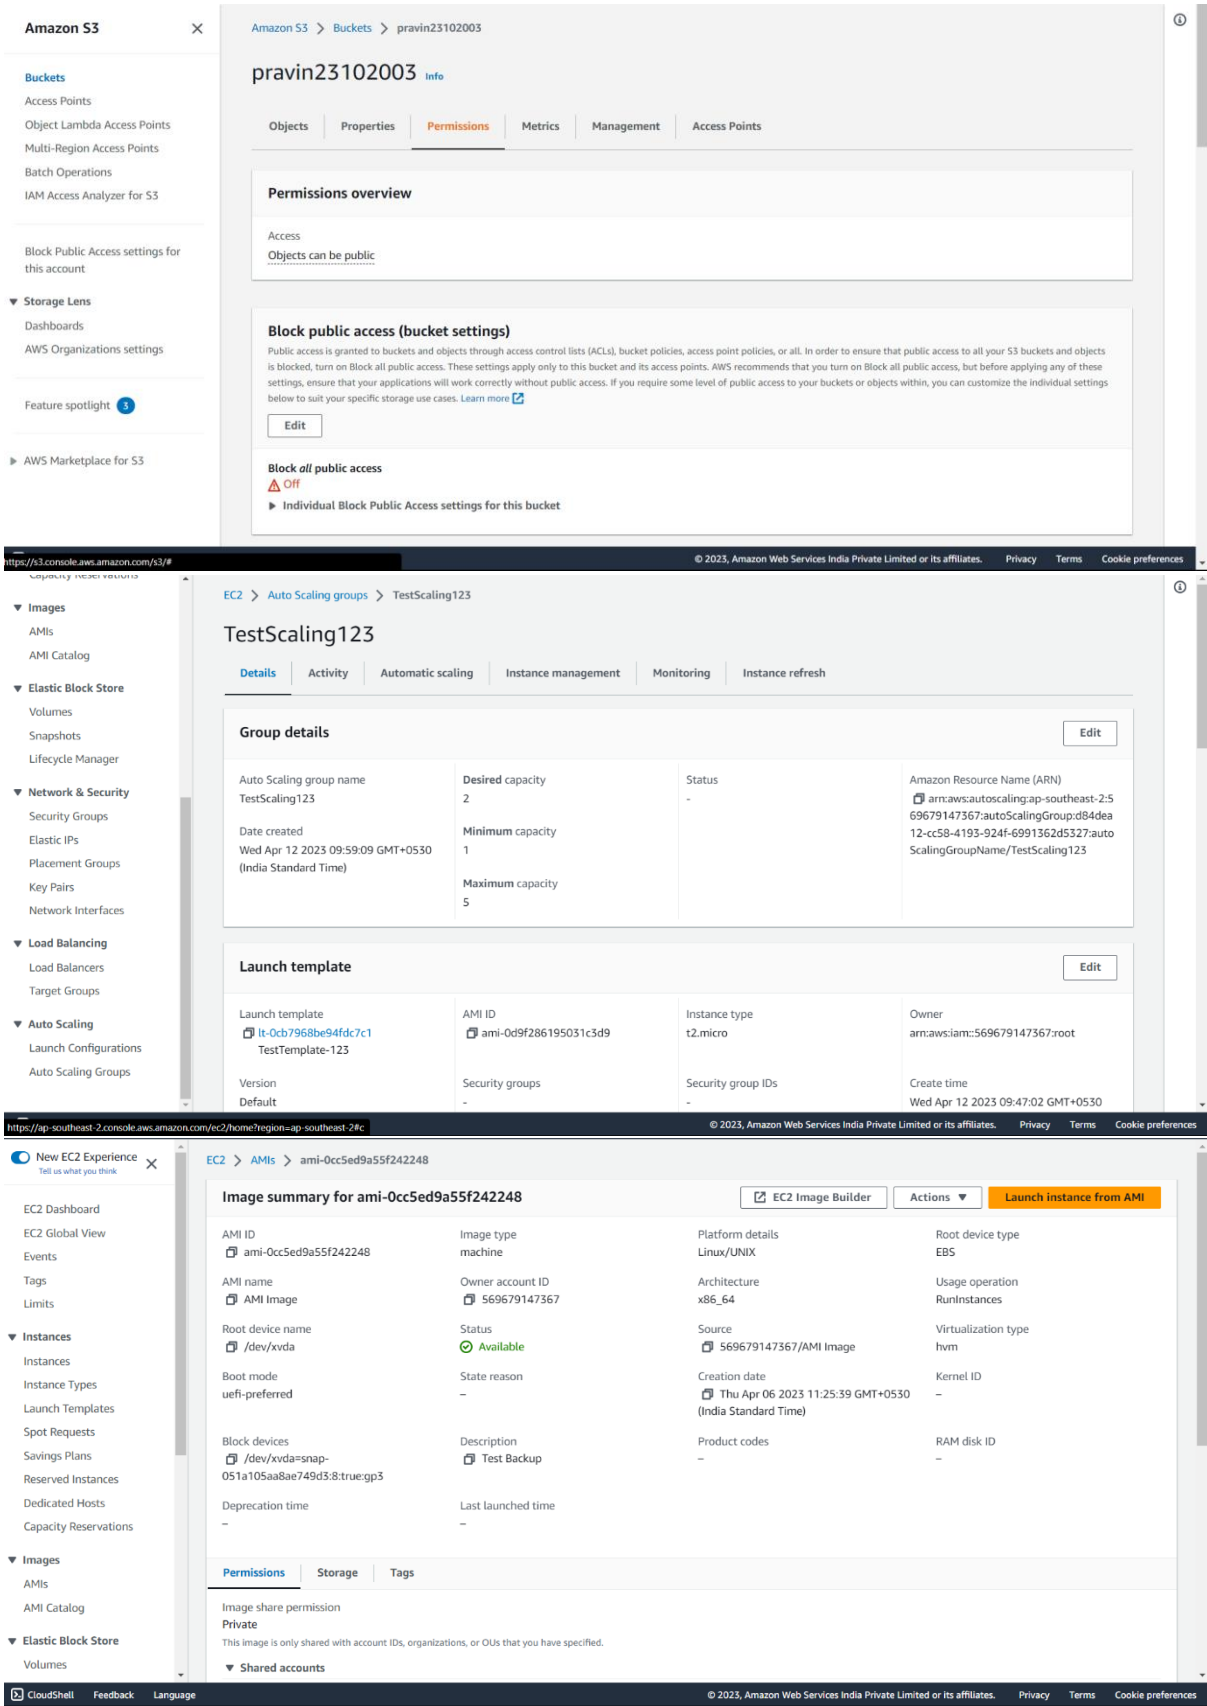 Amazon S3
Buckets
Access Points
Object Lambda Access Points
Multi-Region Access Points
Batch Operations
IAM Access Analyzer for S3
Block Public Access settings for
this account
Storage Lens
Dashboards
AWS Organizations settings
Feature spotlight 3
AWS Marketplace for S3
Amazon S3 > Buckets > pravin23102003
pravin23102003 Info
Objects Properties Permissions Metrics Management Access Points
Permissions overview
Access
Objects can be public
Block public access (bucket settings)
Public access is granted to buckets and objects through access control lists (ACLs), bucket policies, access point policies, or all. In order to ensure that public access to all your S3 buckets and objects
is blocked, turn on Block all public access. These settings apply only to this bucket and its access points. AWS recommends that you turn on Block all public access, but before applying any of these
settings, ensure that your applications will work correctly without public access. If you require some level of public access to your buckets or objects within, you can customize the individual settings
below to suit your specific storage use cases. Learn more
Edit
Block all public access
Off
Individual Block Public Access settings for this bucket
https://s3.console.aws.amazon.com/s3/#
© 2023, Amazon Web Services India Private Limited or its affiliates. Privacy Terms Cookie preferences
Capacity Reservations
Images
AMIs
AMI Catalog
Elastic Block Store
Volumes
Snapshots
Lifecycle Manager
Network & Security
Security Groups
Elastic IPs
Placement Groups
Key Pairs
Network Interfaces
Load Balancing
Load Balancers
Target Groups
Auto Scaling
Launch Configurations
Auto Scaling Groups
EC2 > Auto Scaling groups > TestScaling123
TestScaling123
Details Activity Automatic scaling Instance management Monitoring Instance refresh
Group details
Edit
Auto Scaling group name
TestScaling123
Date created
Wed Apr 12 2023 09:59:09 GMT+0530
(India Standard Time)
Desired capacity
2
Minimum capacity
1
Maximum capacity
5
Status
-
Amazon Resource Name (ARN)
arn:aws:autoscaling:ap-southeast-2:5
69679147367:autoScalingGroup:d84dea
12-cc58-4193-924f-6991362d5327:auto
ScalingGroupName/TestScaling123
Launch template
Edit
Launch template
lt-0cb7968be94fdc7c1
TestTemplate-123
Version
Default
AMI ID
ami-0d9f286195031c3d9
Security groups
-
Instance type
t2.micro
Security group IDs
-
Owner
arn:aws:iam::569679147367:root
Create time
Wed Apr 12 2023 09:47:02 GMT+0530
https://ap-southeast-2.console.aws.amazon.com/ec2/home?region=ap-southeast-2#c
© 2023, Amazon Web Services India Private Limited or its affiliates. Privacy Terms Cookie preferences
New EC2 Experience
Tell us what you think
EC2 Dashboard
EC2 Global View
Events
Tags
Limits
Instances
Instances
Instance Types
Launch Templates
Spot Requests
Savings Plans
Reserved Instances
Dedicated Hosts
Capacity Reservations
Images
AMIs
AMI Catalog
Elastic Block Store
Volumes
EC2 > AMIs > ami-0cc5ed9a55f242248
Image summary for ami-0cc5ed9a55f242248
EC2 Image Builder Actions Launch instance from AMI
AMI ID
ami-0cc5ed9a55f242248
Image type
machine
Platform details
Linux/UNIX
Root device type
EBS
AMI name
AMI Image
Owner account ID
569679147367
Architecture
x86_64
Usage operation
RunInstances
Root device name
/dev/xvda
Status
Available
Source
569679147367/AMI Image
Virtualization type
hvm
Boot mode
uefi-preferred
State reason
–
Creation date
Thu Apr 06 2023 11:25:39 GMT+0530
(India Standard Time)
Kernel ID
–
Block devices
/dev/xvda=snap-
051a105aa8ae749d3:8:true:gp3
Description
Test Backup
Product codes
–
RAM disk ID
–
Deprecation time
–
Last launched time
–
Permissions Storage Tags
Image share permission
Private
This image is only shared with account IDs, organizations, or OUs that you have specified.
Shared accounts
CloudShell Feedback Language
© 2023, Amazon Web Services India Private Limited or its affiliates. Privacy Terms Cookie preferences